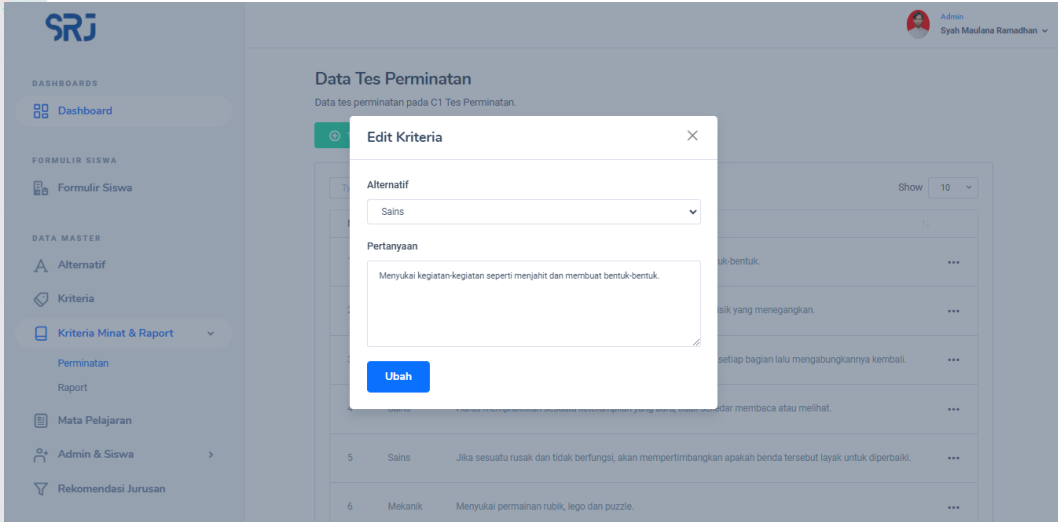 SRJ
Admin
Syah Maulana Ramadhan
DASHBOARDS
Dashboard
FORMULIR SISWA
Formulir Siswa
DATA MASTER
Alternatif
Kriteria
Kriteria Minat & Raport
Perminatan
Raport
Mata Pelajaran
Admin & Siswa
Rekomendasi Jurusan
Data Tes Perminatan
Data tes perminatan pada C1 Tes Perminatan.
Edit Kriteria
Alternatif
Sains
Pertanyaan
Menyukai kegiatan-kegiatan seperti menjahit dan membuat bentuk-bentuk.
Ubah
Show 10
yang menegangkan.
setiap bagian lalu mengabungkannya kembali.
membaca atau melihat.
5 Sains Jika sesuatu rusak dan tidak berfungsi, akan mempertimbangkan apakah benda tersebut layak untuk diperbaiki.
6 Mekanik Menyukai permainan rubik, lego dan puzzle.